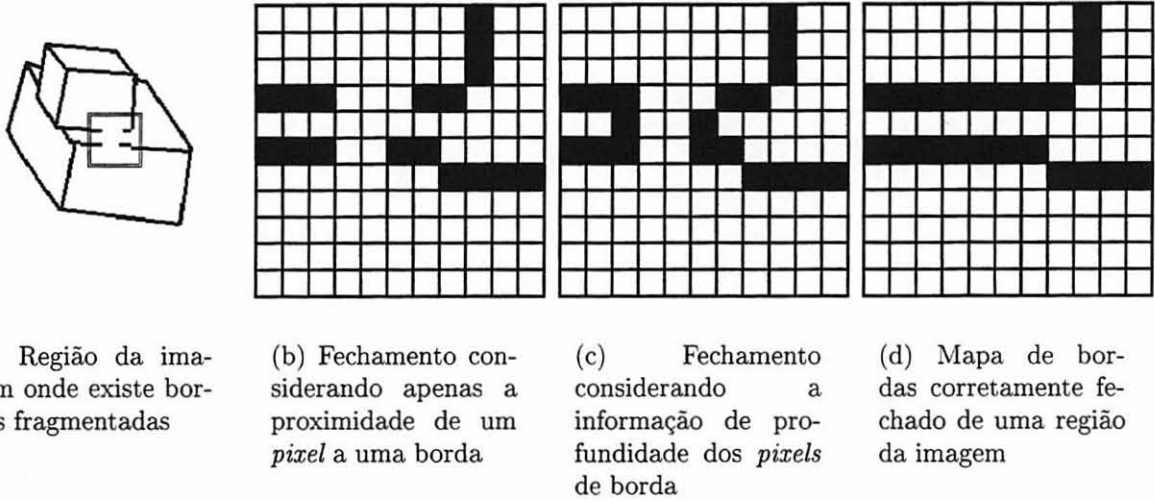 Região da ima-
onde existe bor-
fragmentadas
(b) Fechamento con-
siderando apenas a
proximidade de um
pixel a uma borda
(c) Fechamento
considerando a
informação de pro-
fundidade dos pixels
de borda
(d) Mapa de bor-
das corretamente fe-
chado de uma região
da imagem